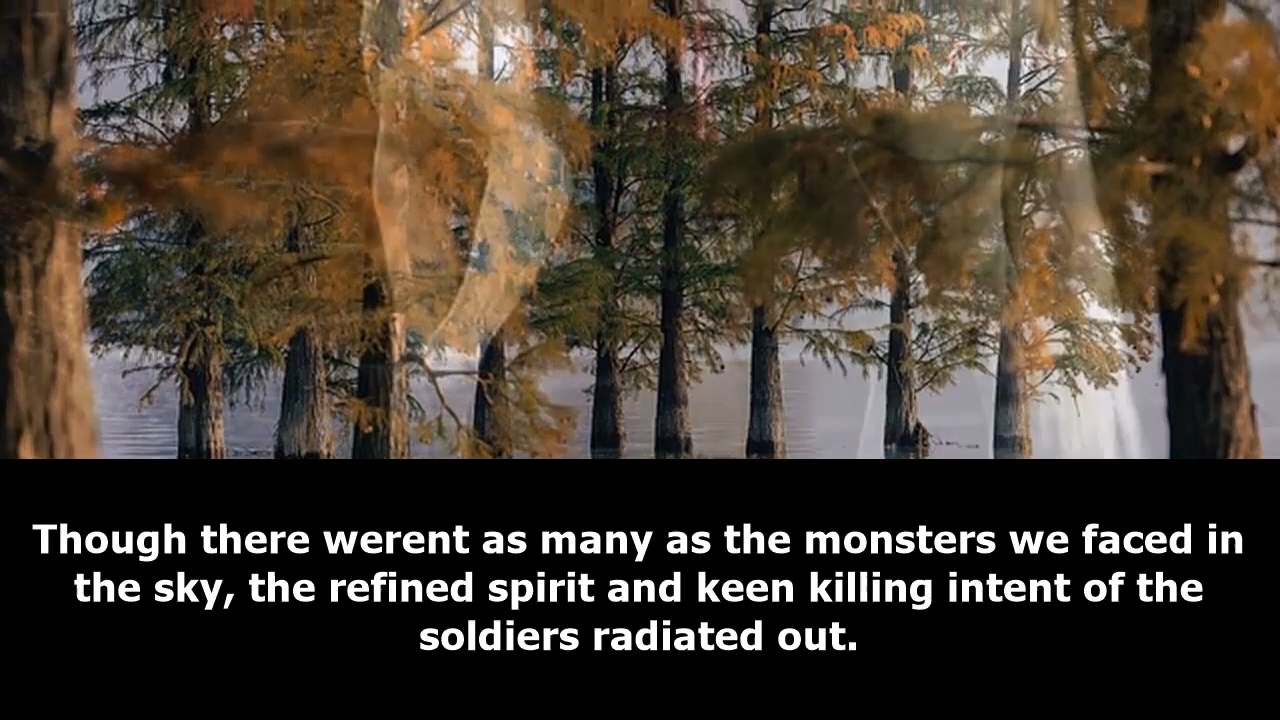 Though there werent as many as the monsters we faced in
the sky, the refined spirit and keen killing intent of the
soldiers radiated out.